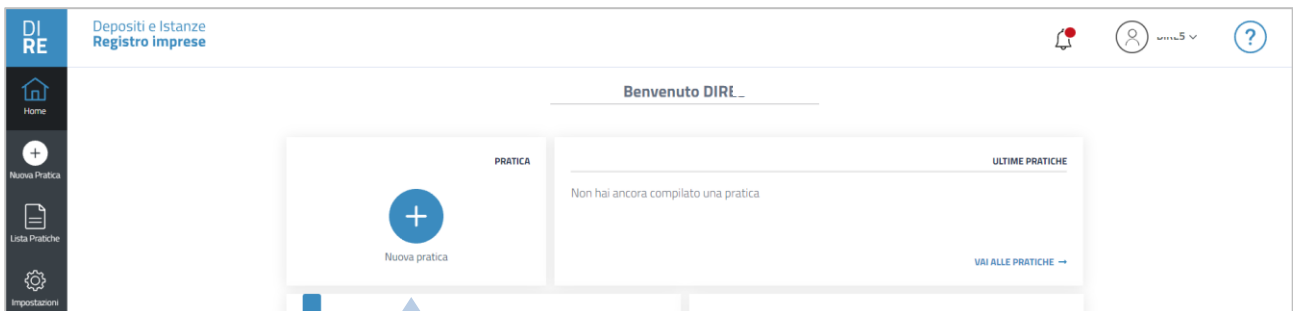 DI
RE
Depositi e Istanze
Registro imprese
?
Home
Nuova Pratica
Lista Pratiche
Impostazioni
Benvenuto
PRATICA
Nuova pratica
ULTIME PRATICHE
Non hai ancora compilato una pratica
VAI ALLE PRATICHE →